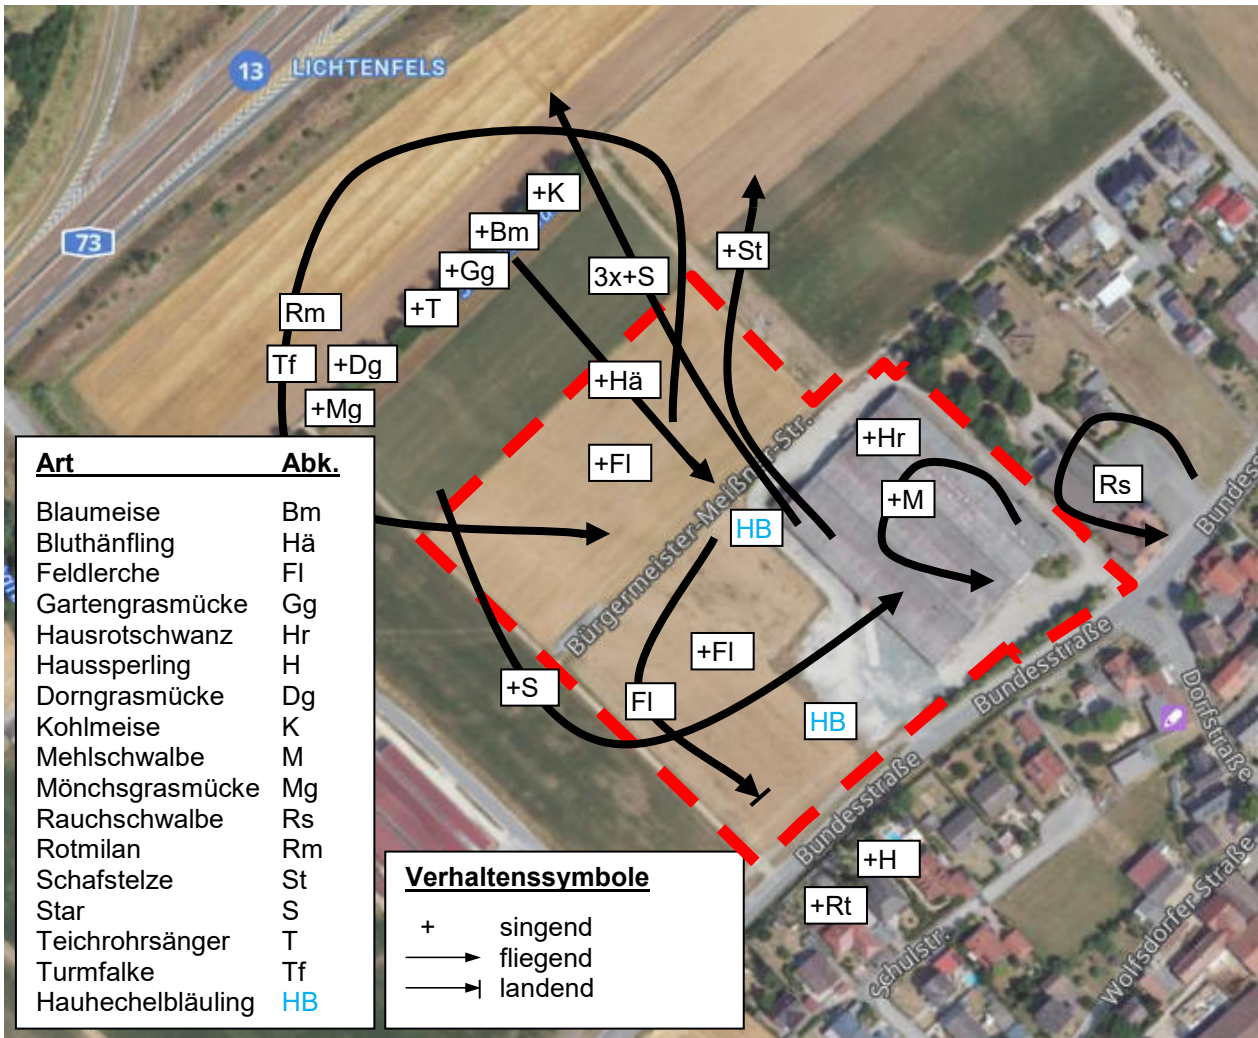 13 LICHTENFELS
73
+K
+Bm
+Gg
+T
3x+S
+St
Rm
Tf
+Dg
+Mg
+Hä
+Fl
+Hr
+M
Rs
HB
Bürgermeister-Meißner-Str.
+Fl
+S
Fl
HB
Bundesstraße
Bundesstraße
Dorfstraße
Wolfsdorfer Straße
Schulstr.
+H
+Rt
Art Abk.
Blaumeise Bm
Bluthänfling Hä
Feldlerche Fl
Gartengrasmücke Gg
Hausrotschwanz Hr
Haussperling H
Dorngrasmücke Dg
Kohlmeise K
Mehlschwalbe M
Mönchsgrasmücke Mg
Rauchschwalbe Rs
Rotmilan Rm
Schafstelze St
Star S
Teichrohrsänger T
Turmfalke Tf
Hauhechelbläuling HB
Verhaltenssymbole
+ singend
fliegend
landend